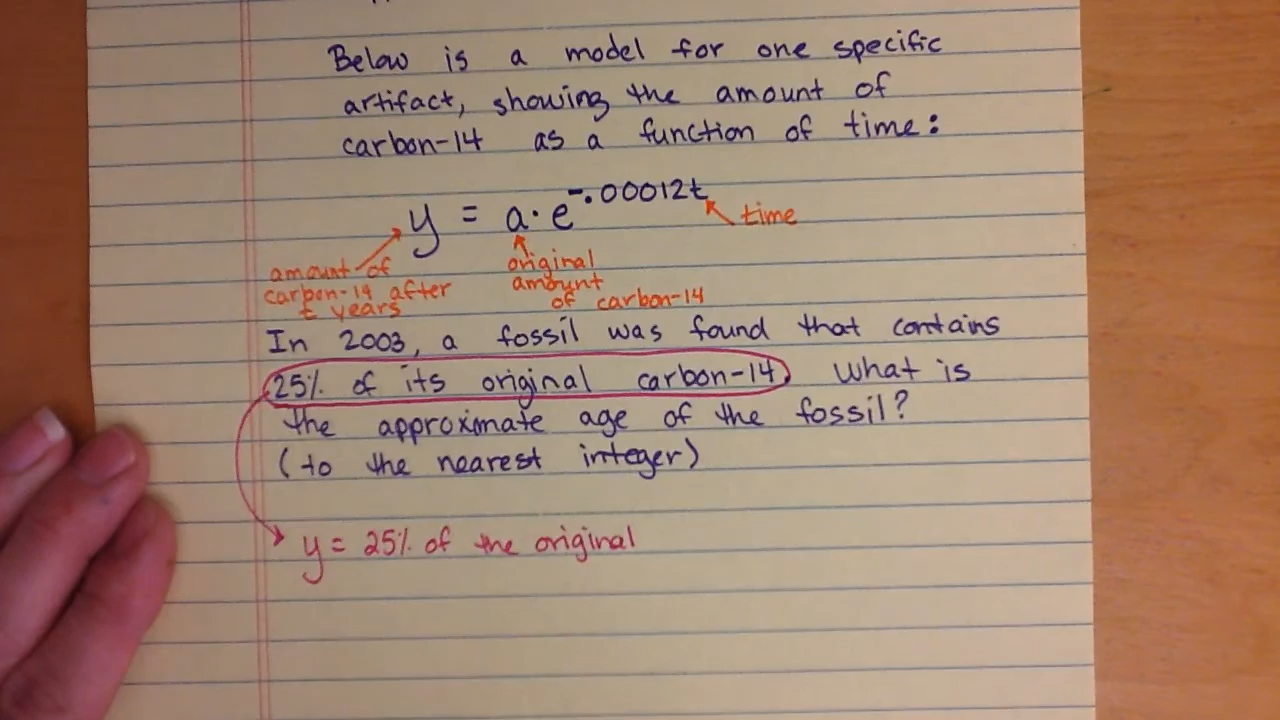 Below is a model for one specific
artifact, showing the amount of
carbon-14 as a function of time:
y = a · e^-.00012t
time
amount of
carbon-14 after
t years
original
amount
of carbon-14
In 2003, a fossil was found that contains
25% of its original carbon-14 What is
the approximate age of the fossil?
(to the nearest integer)
y = 25% of the original